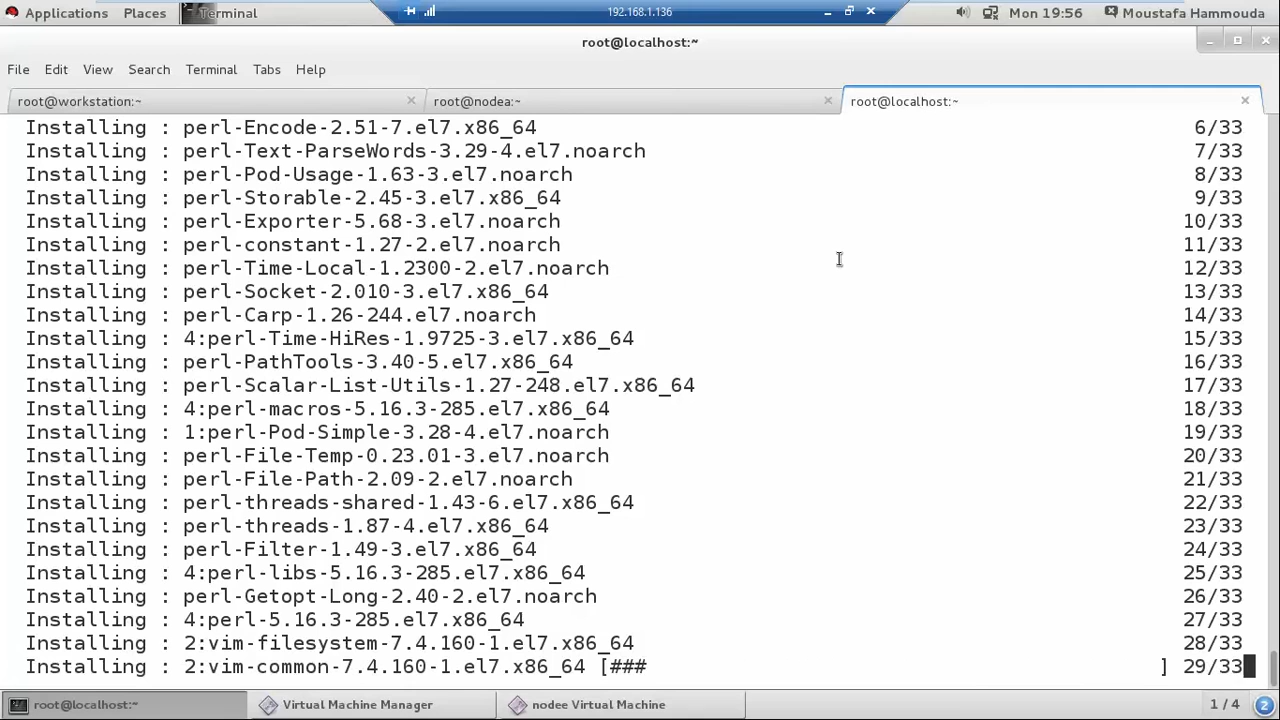 Applications Places Terminal 192.168.1.136 Mon 19:56 Moustafa Hammouda
root@localhost:~
File Edit View Search Terminal Tabs Help
root@workstation:~ root@nodea:~ root@localhost:~
Installing : perl-Encode-2.51-7.el7.x86_64 6/33
Installing : perl-Text-ParseWords-3.29-4.el7.noarch 7/33
Installing : perl-Pod-Usage-1.63-3.el7.noarch 8/33
Installing : perl-Storable-2.45-3.el7.x86_64 9/33
Installing : perl-Exporter-5.68-3.el7.noarch 10/33
Installing : perl-constant-1.27-2.el7.noarch 11/33
Installing : perl-Time-Local-1.2300-2.el7.noarch 12/33
Installing : perl-Socket-2.010-3.el7.x86_64 13/33
Installing : perl-Carp-1.26-244.el7.noarch 14/33
Installing : 4:perl-Time-HiRes-1.9725-3.el7.x86_64 15/33
Installing : perl-PathTools-3.40-5.el7.x86_64 16/33
Installing : perl-Scalar-List-Utils-1.27-248.el7.x86_64 17/33
Installing : 4:perl-macros-5.16.3-285.el7.x86_64 18/33
Installing : 1:perl-Pod-Simple-3.28-4.el7.noarch 19/33
Installing : perl-File-Temp-0.23.01-3.el7.noarch 20/33
Installing : perl-File-Path-2.09-2.el7.noarch 21/33
Installing : perl-threads-shared-1.43-6.el7.x86_64 22/33
Installing : perl-threads-1.87-4.el7.x86_64 23/33
Installing : perl-Filter-1.49-3.el7.x86_64 24/33
Installing : 4:perl-libs-5.16.3-285.el7.x86_64 25/33
Installing : perl-Getopt-Long-2.40-2.el7.noarch 26/33
Installing : 4:perl-5.16.3-285.el7.x86_64 27/33
Installing : 2:vim-filesystem-7.4.160-1.el7.x86_64 28/33
Installing : 2:vim-common-7.4.160-1.el7.x86_64 [### ] 29/33
root@localhost:~ Virtual Machine Manager nodee Virtual Machine 1 / 4 2